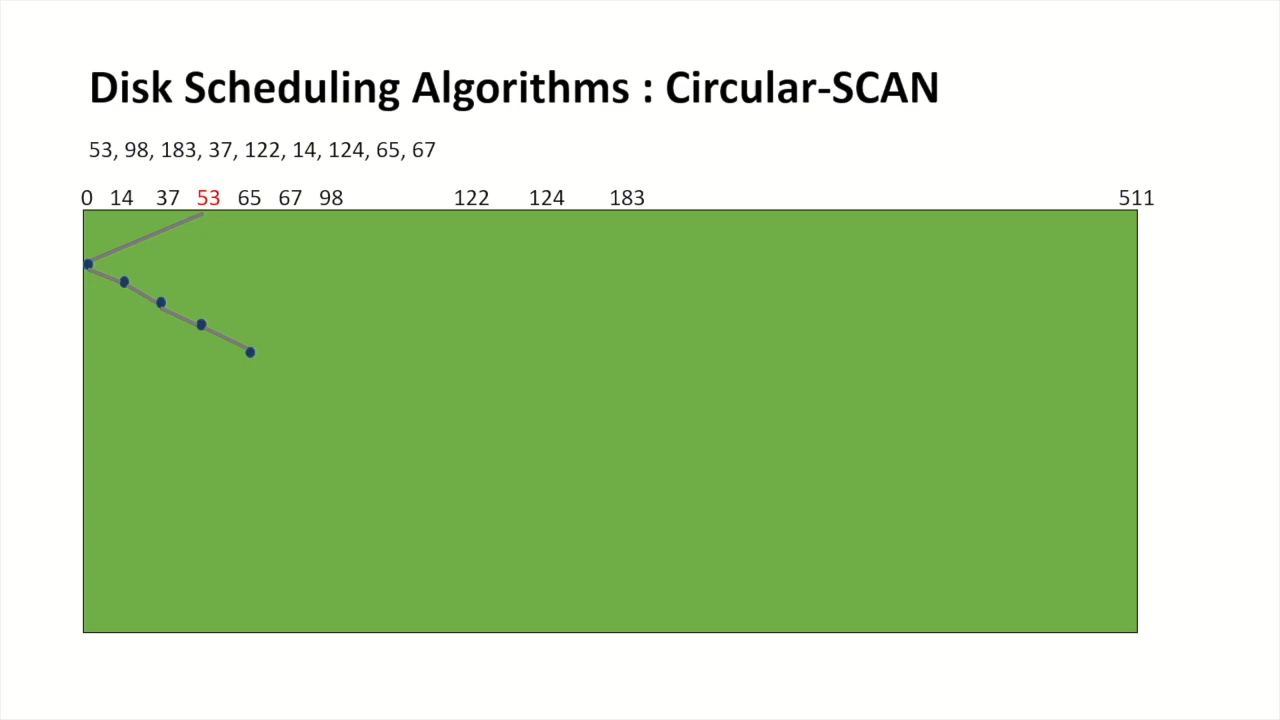 Disk Scheduling Algorithms : Circular-SCAN
53, 98, 183, 37, 122, 14, 124, 65, 67
0 14 37 53 65 67 98 122 124 183 511